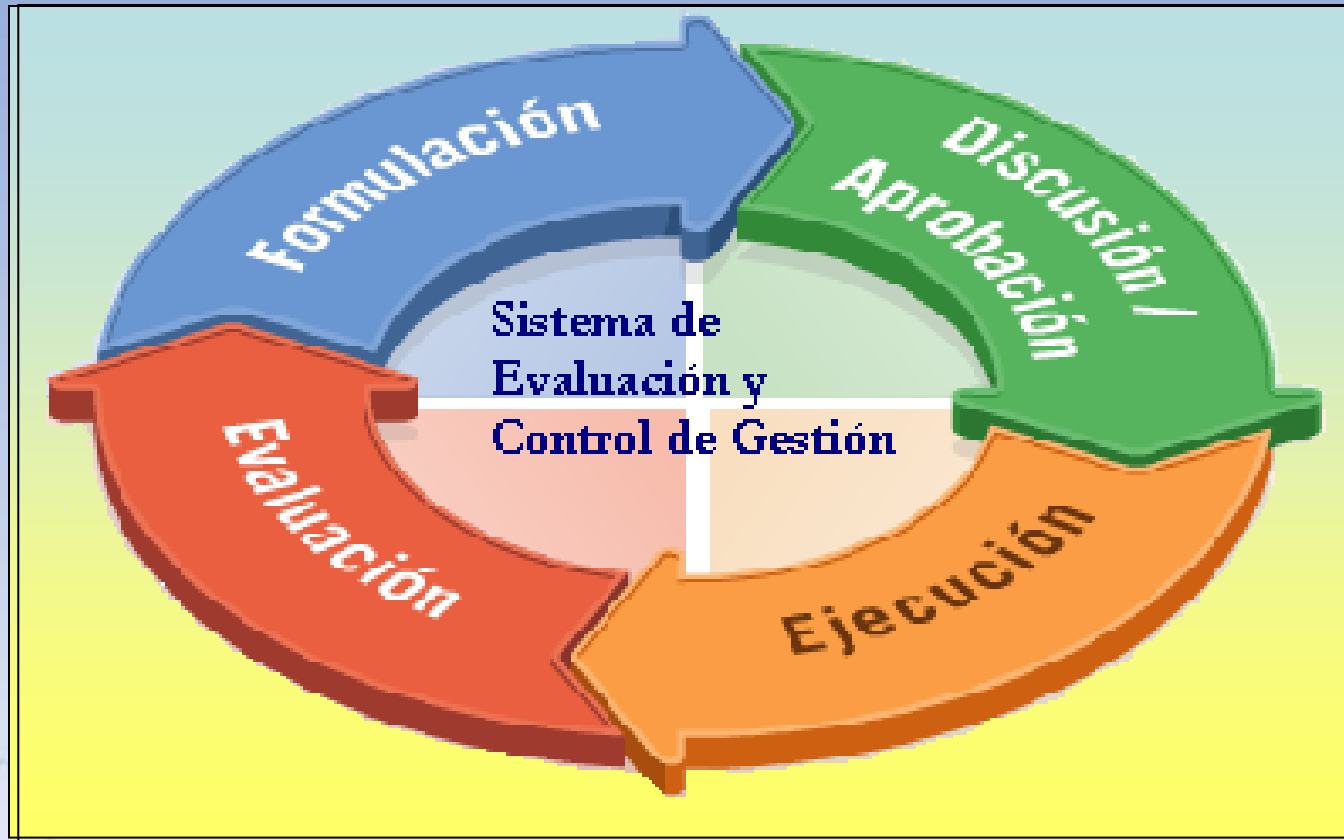 Formulación
Discusión /
Aprobación
Sistema de
Evaluación y
Control de Gestión
Evaluación
Ejecución